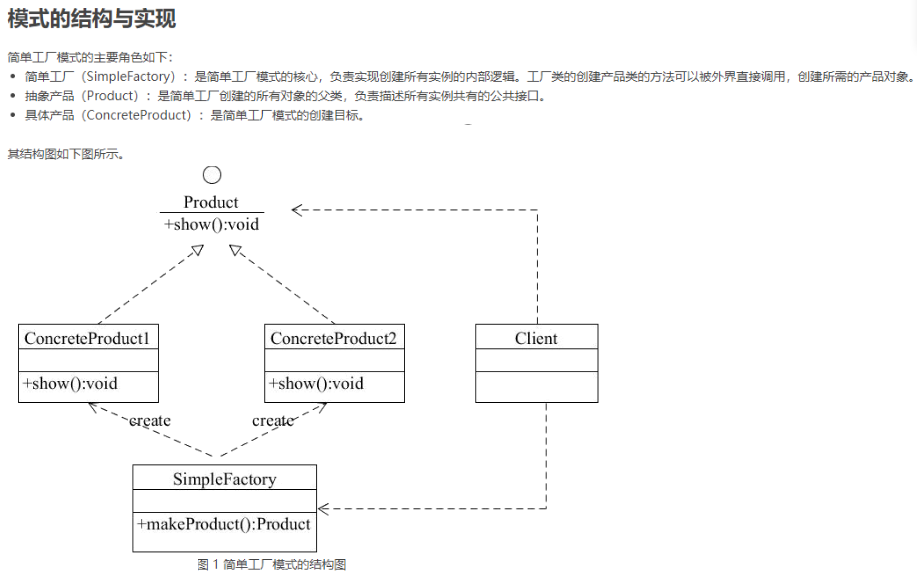 模式的结构与实现
简单工厂模式的主要角色如下：
• 简单工厂（SimpleFactory）：是简单工厂模式的核心，负责实现创建所有实例的内部逻辑。工厂类的创建产品类的方法可以被外界直接调用，创建所需的产品对象。
• 抽象产品（Product）：是简单工厂创建的所有对象的父类，负责描述所有实例共有的公共接口。
• 具体产品（ConcreteProduct）：是简单工厂模式的创建目标。
其结构图如下图所示。
Product
+show():void
ConcreteProduct1
+show():void
ConcreteProduct2
+show():void
Client
create
create
SimpleFactory
+makeProduct():Product
图 1 简单工厂模式的结构图